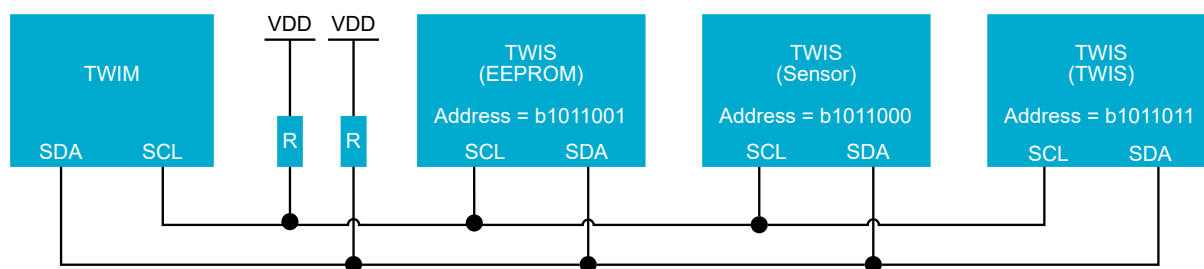 TWIM
SDA SCL
VDD VDD
R R
TWIS
(EEPROM)
Address = b1011001
SCL SDA
TWIS
(Sensor)
Address = b1011000
SCL SDA
TWIS
(TWIS)
Address = b1011011
SCL SDA